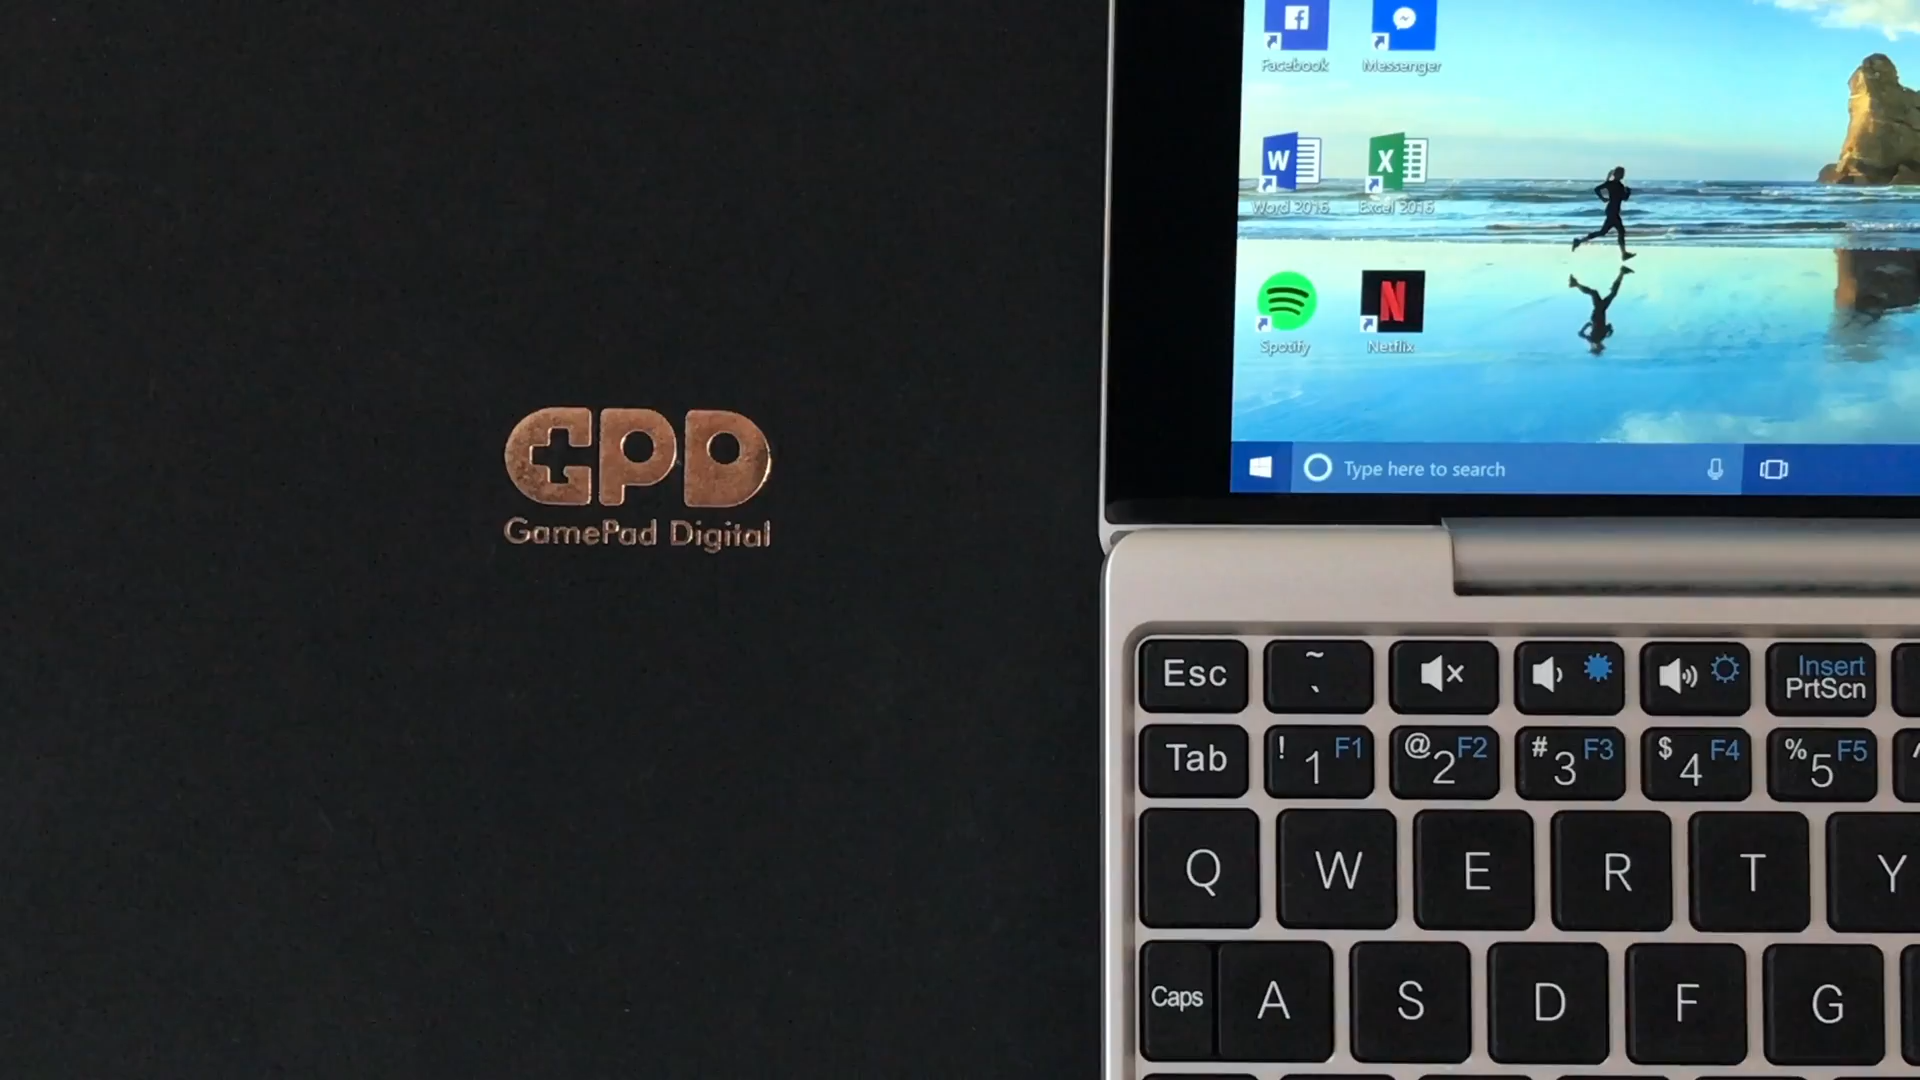 GPD
GamePad Digital
Facebook Messenger
Word 2016 Excel 2016
Spotify Netflix
Type here to search
Esc ~ ` Insert PrtScn
Tab ! 1 F1 @ 2 F2 # 3 F3 $ 4 F4 % 5 F5
Q W E R T Y
Caps A S D F G